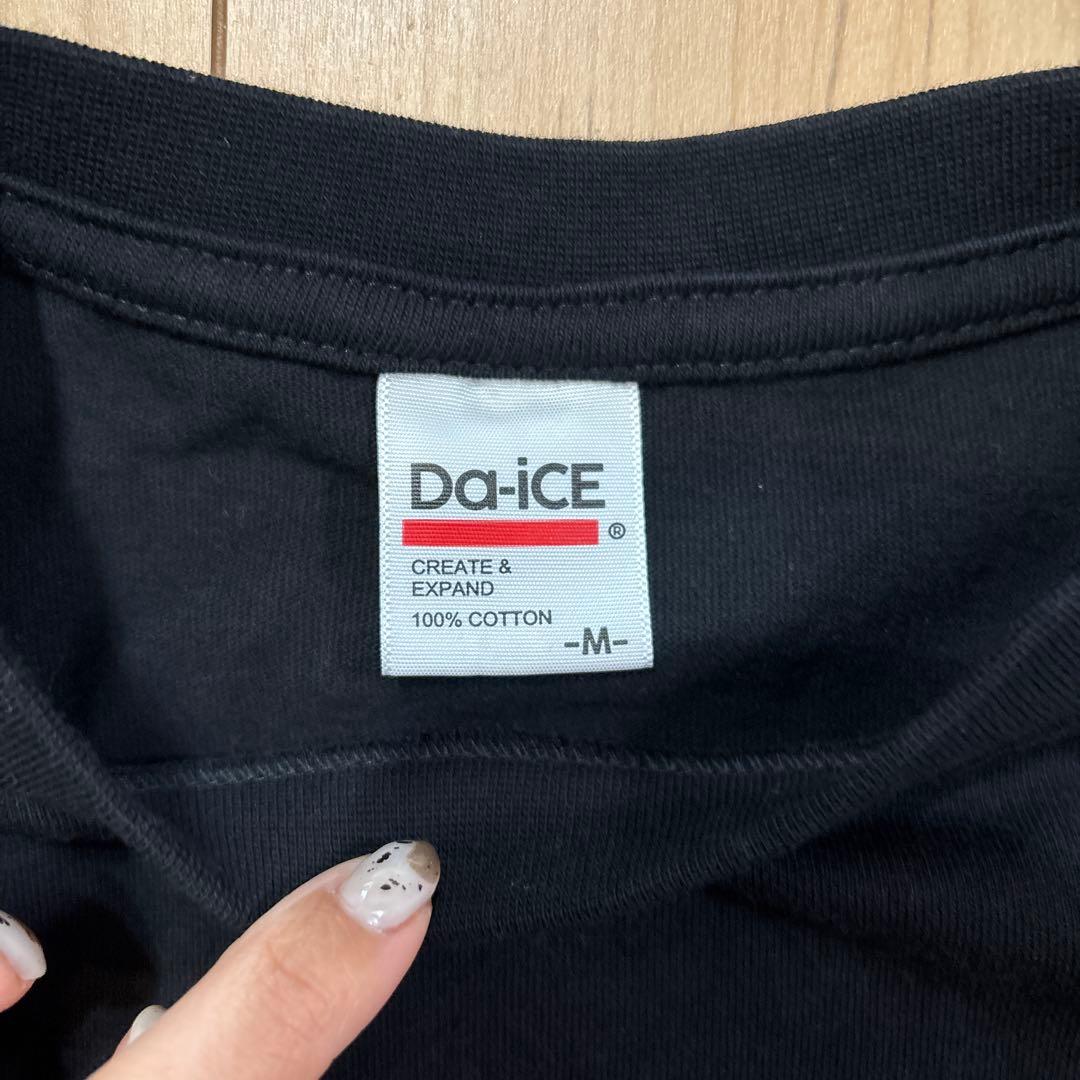 Da-iCE
®
CREATE &
EXPAND
100% COTTON
-M-